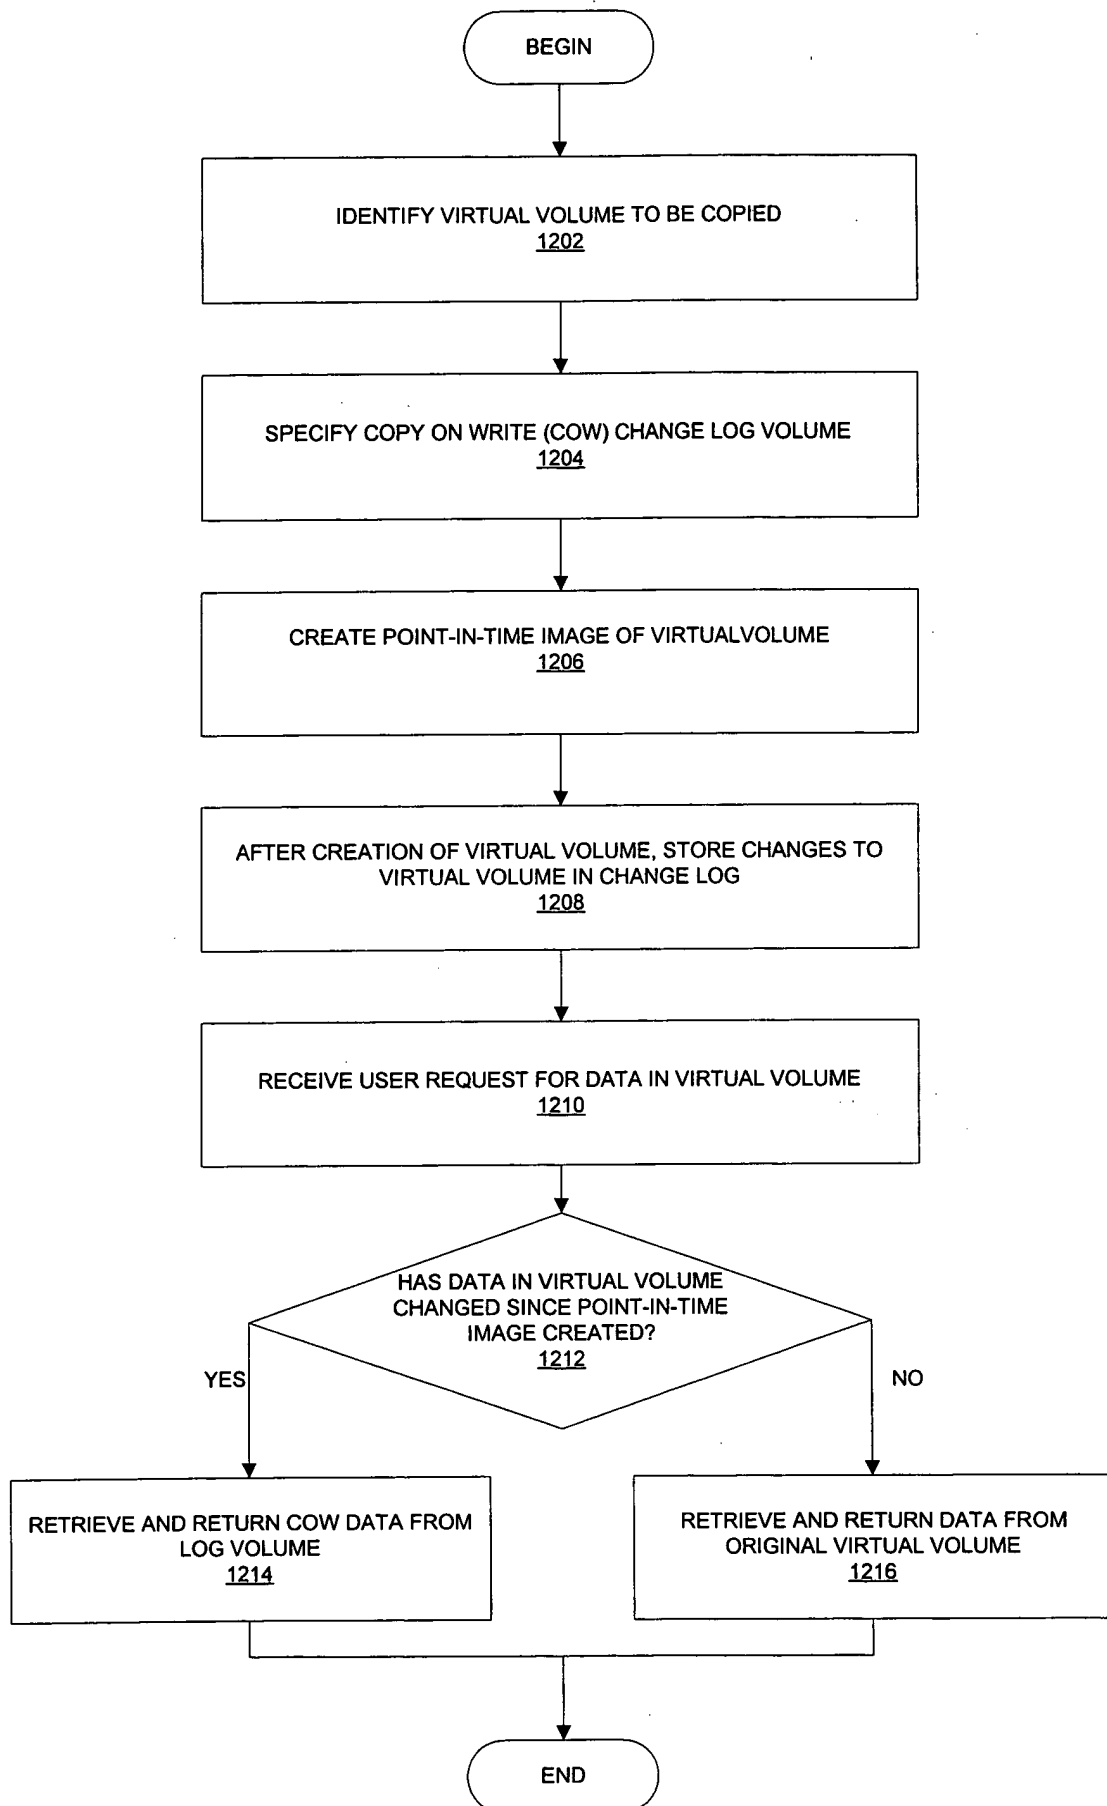 BEGIN
IDENTIFY VIRTUAL VOLUME TO BE COPIED
1202
SPECIFY COPY ON WRITE (COW) CHANGE LOG VOLUME
1204
CREATE POINT-IN-TIME IMAGE OF VIRTUALVOLUME
1206
AFTER CREATION OF VIRTUAL VOLUME, STORE CHANGES TO
VIRTUAL VOLUME IN CHANGE LOG
1208
RECEIVE USER REQUEST FOR DATA IN VIRTUAL VOLUME
1210
HAS DATA IN VIRTUAL VOLUME
CHANGED SINCE POINT-IN-TIME
IMAGE CREATED?
1212
YES
NO
RETRIEVE AND RETURN COW DATA FROM
LOG VOLUME
1214
RETRIEVE AND RETURN DATA FROM
ORIGINAL VIRTUAL VOLUME
1216
END